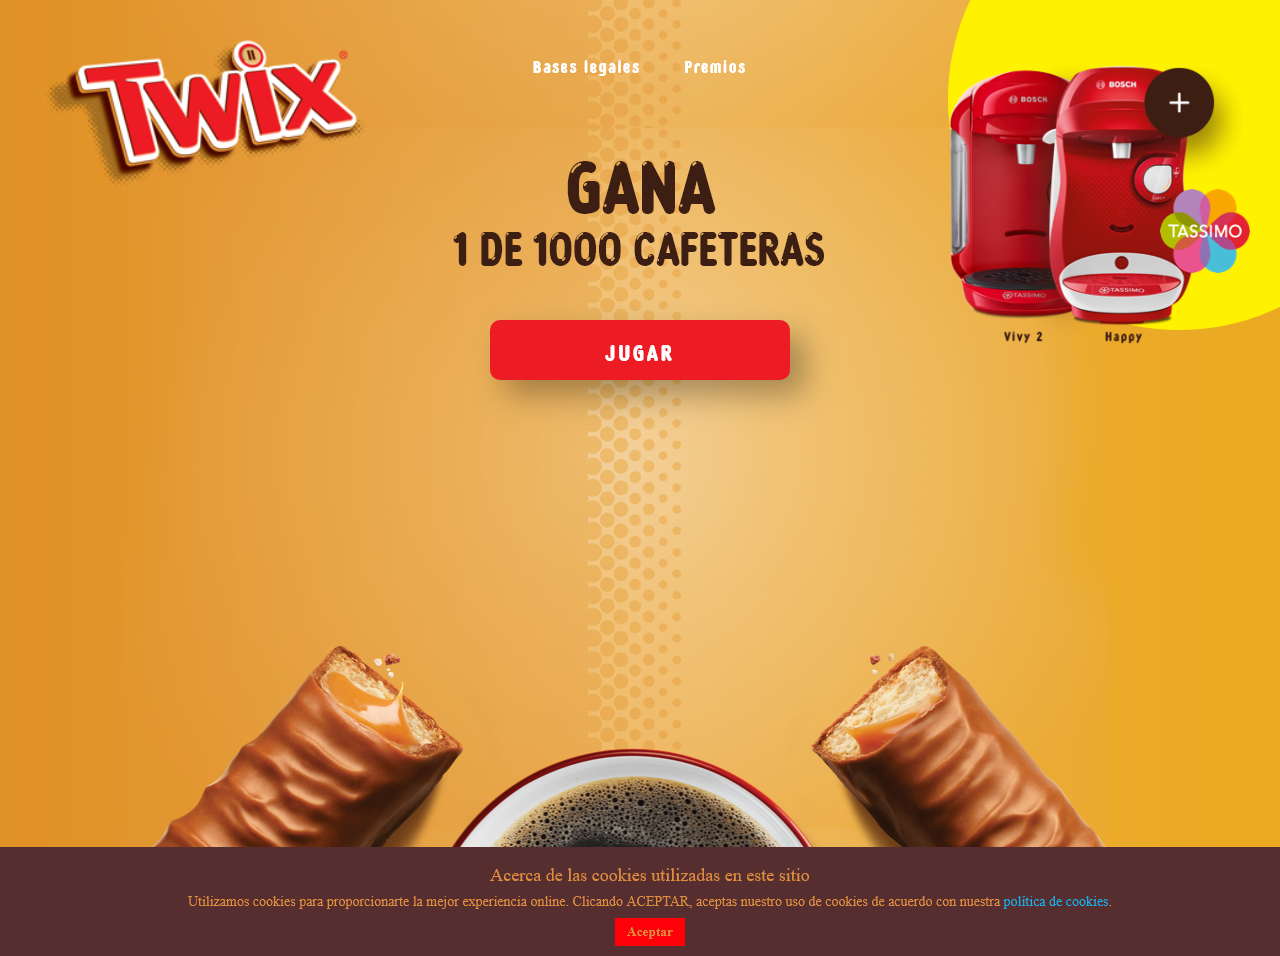 TWIX
Bases legales
Premios
GANA
1 DE 1000 CAFETERAS
JUGAR
BOSCH
BOSCH
TASSIMO
TASSIMO
TASSIMO
Vivy 2
Happy
Acerca de las cookies utilizadas en este sitio
Utilizamos cookies para proporcionarte la mejor experiencia online. Clicando ACEPTAR, aceptas nuestro uso de cookies de acuerdo con nuestra política de cookies.
Aceptar